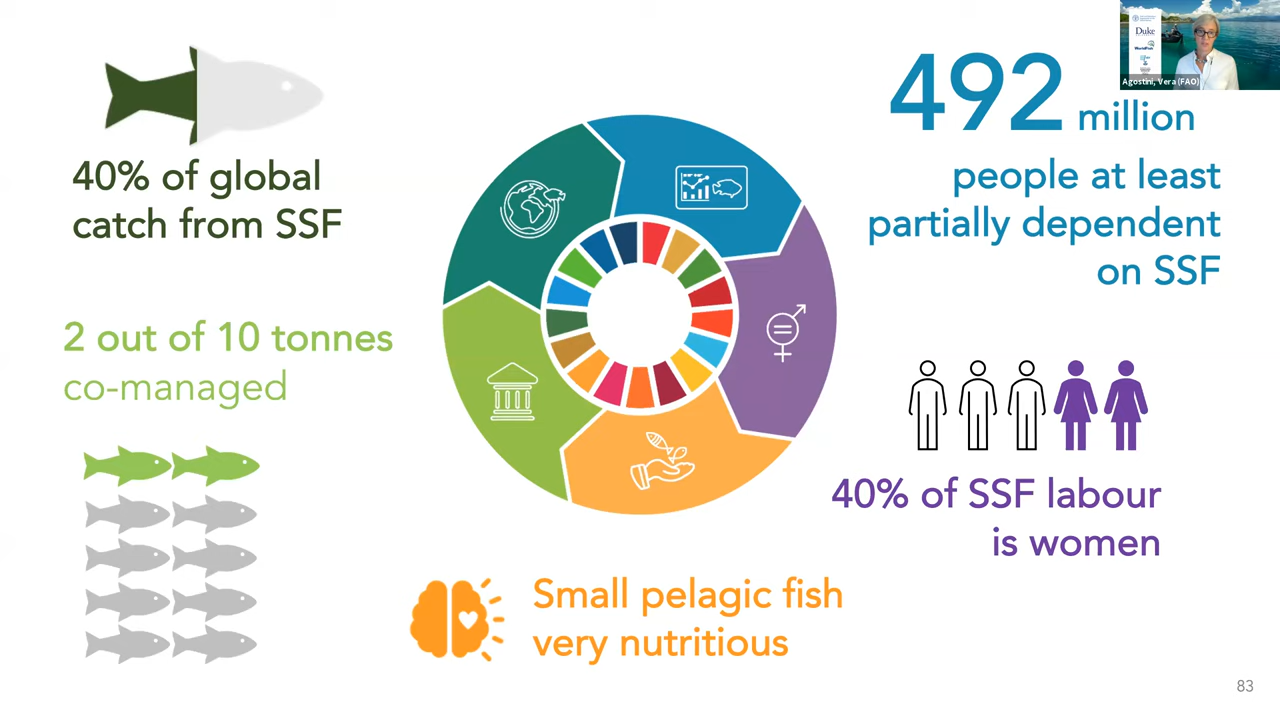 40% of global
catch from SSF
492 million
people at least
partially dependent
on SSF
2 out of 10 tonnes
co-managed
40% of SSF labour
is women
Small pelagic fish
very nutritious
Duke
WorldFish
Agostini, Vera (FAO)
83